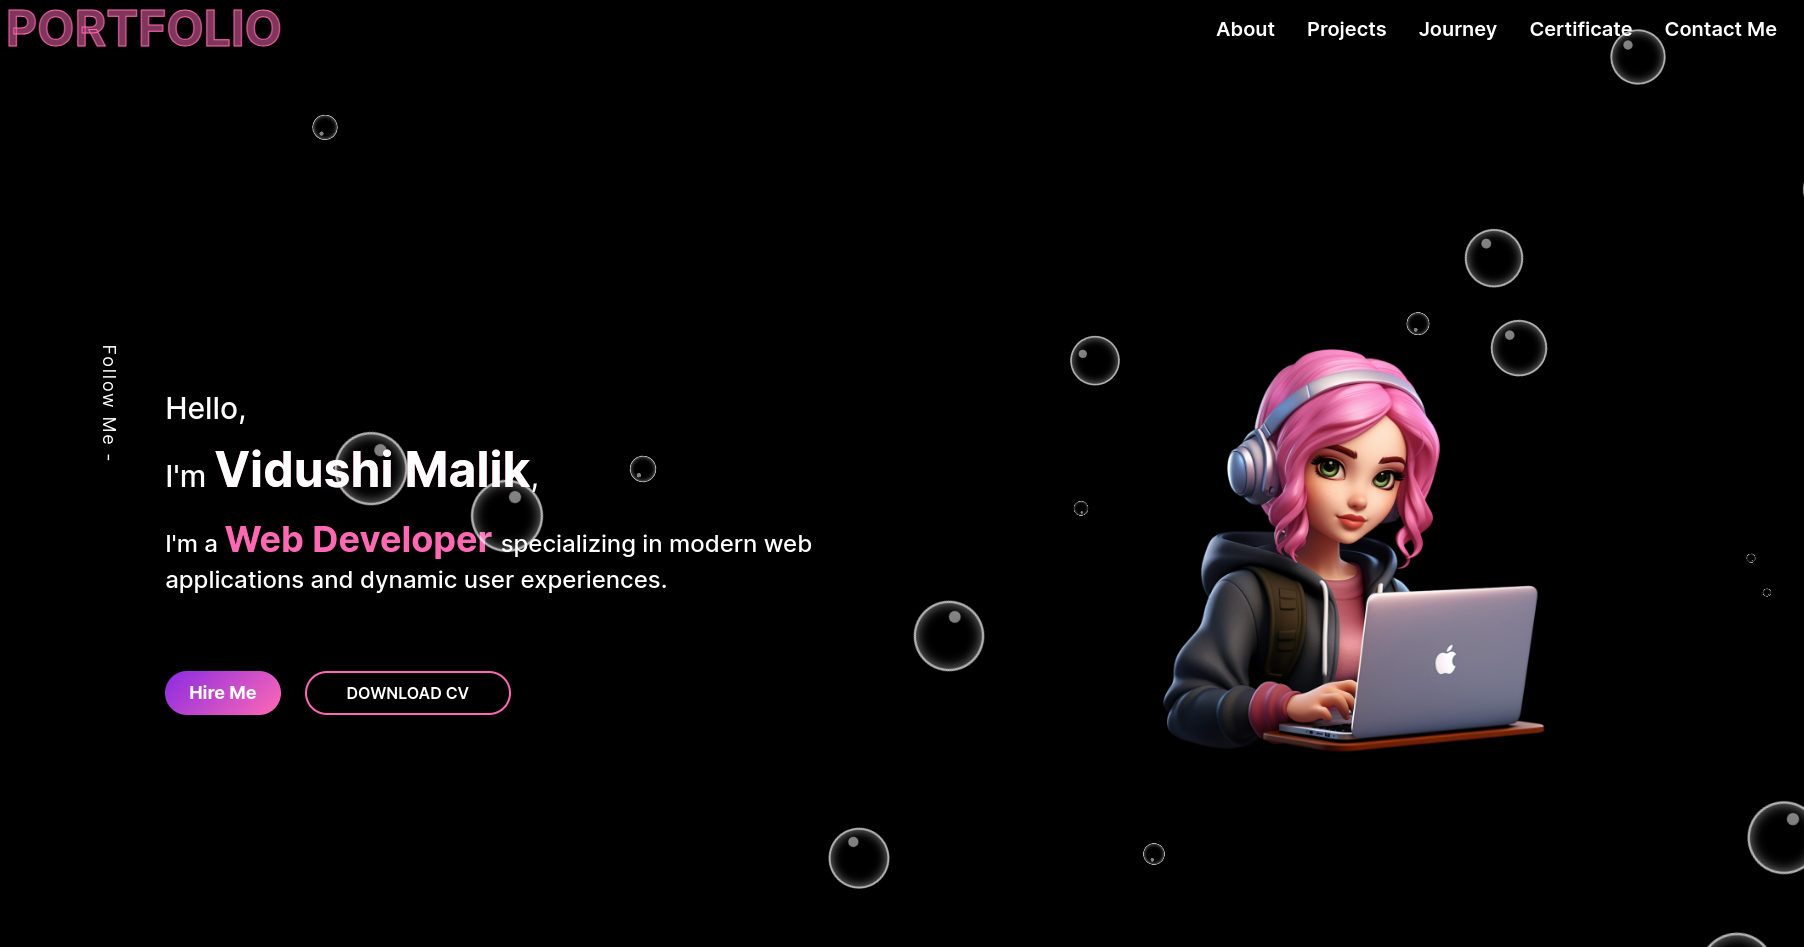 PORTFOLIO
About Projects Journey Certificate Contact Me
Follow Me -
Hello,
I'm Vidushi Malik,
I'm a Web Developer specializing in modern web
applications and dynamic user experiences.
Hire Me
DOWNLOAD CV